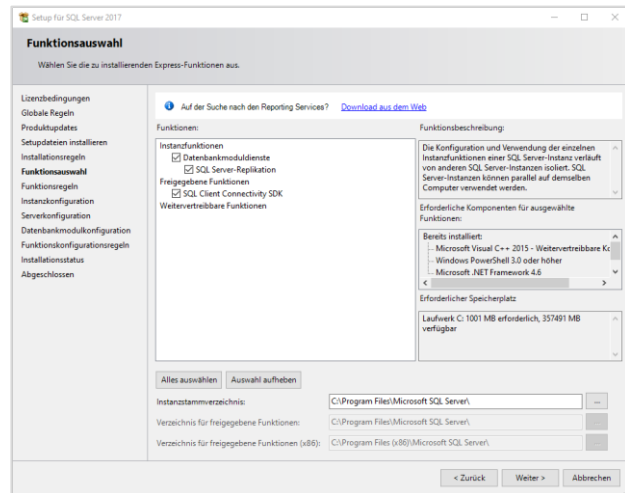 Setup für SQL Server 2017
Funktionsauswahl
Wählen Sie die zu installierenden Express-Funktionen aus.
Lizenzbedingungen
Globale Regeln
Produktupdates
Setupdateien installieren
Installationsregeln
Funktionsauswahl
Funktionsregeln
Instanzkonfiguration
Serverkonfiguration
Datenbankmodulkonfiguration
Funktionskonfigurationsregeln
Installationsstatus
Abgeschlossen
Auf der Suche nach den Reporting Services? Download aus dem Web
Funktionen:
Instanzfunktionen
Datenbankmoduldienste
SQL Server-Replikation
Freigegebene Funktionen
SQL Client Connectivity SDK
Weitervertreibbare Funktionen
Funktionsbeschreibung:
Die Konfiguration und Verwendung der einzelnen
Instanzfunktionen einer SQL Server-Instanz verläuft
von anderen SQL Server-Instanzen isoliert. SQL
Server-Instanzen können parallel auf demselben
Computer verwendet werden.
Erforderliche Komponenten für ausgewählte
Funktionen:
Bereits installiert:
Microsoft Visual C++ 2015 - Weitervertreibbare Kc
Windows PowerShell 3.0 oder höher
Microsoft .NET Framework 4.6
Erforderlicher Speicherplatz
Laufwerk C: 1001 MB erforderlich, 357491 MB
verfügbar
Alles auswählen Auswahl aufheben
Instanzstammverzeichnis: C:\Program Files\Microsoft SQL Server\ ...
Verzeichnis für freigegebene Funktionen: C:\Program Files\Microsoft SQL Server\ ...
Verzeichnis für freigegebene Funktionen (x86): C:\Program Files (x86)\Microsoft SQL Server\ ...
< Zurück Weiter > Abbrechen